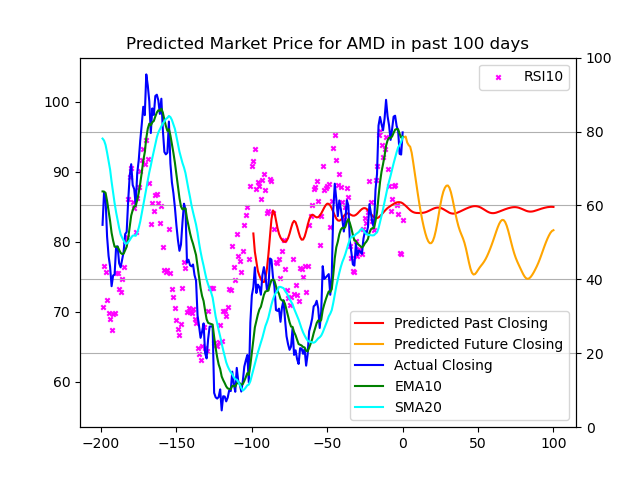 Predicted Market Price for AMD in past 100 days
RSI10
100
90
80
70
60
100
80
60
40
20
0
Predicted Past Closing
Predicted Future Closing
Actual Closing
EMA10
SMA20
−200 −150 −100 −50 0 50 100